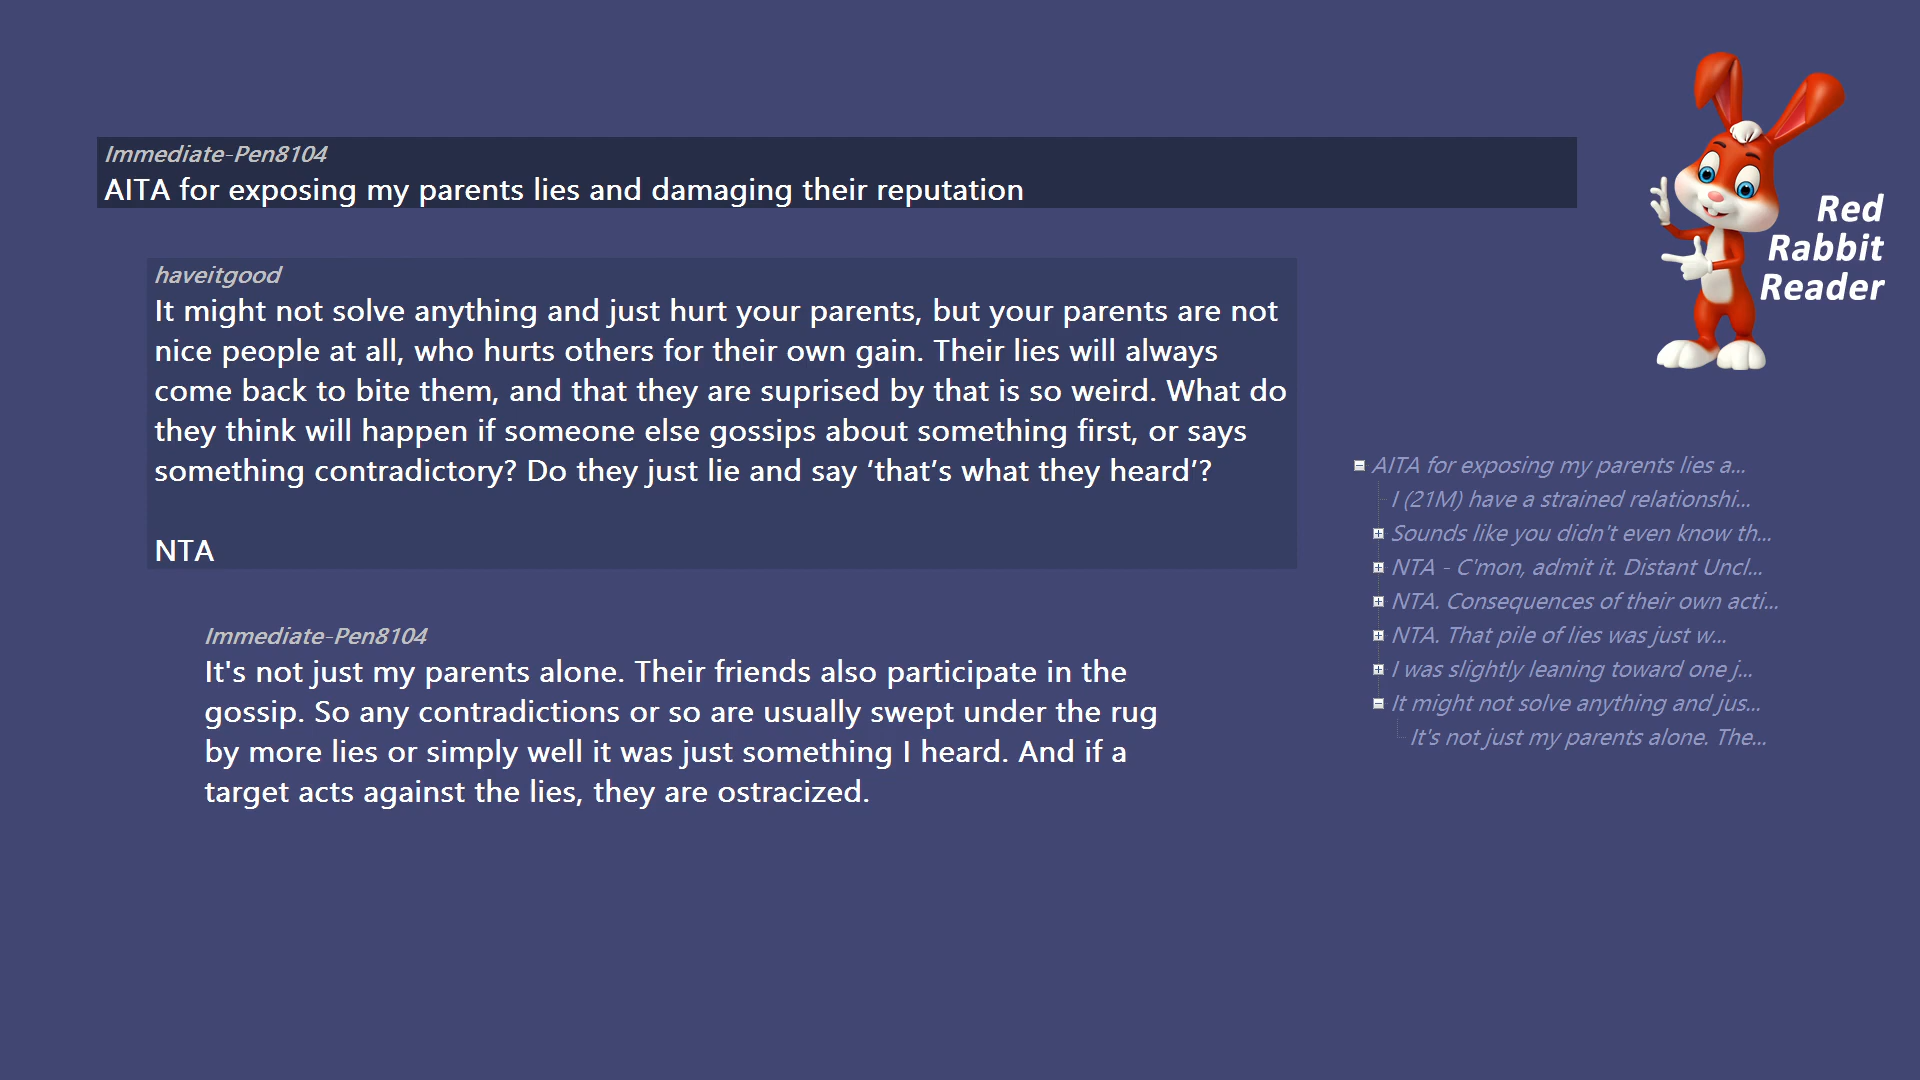 Immediate-Pen8104
AITA for exposing my parents lies and damaging their reputation
haveitgood
It might not solve anything and just hurt your parents, but your parents are not
nice people at all, who hurts others for their own gain. Their lies will always
come back to bite them, and that they are suprised by that is so weird. What do
they think will happen if someone else gossips about something first, or says
something contradictory? Do they just lie and say ‘that’s what they heard’?
NTA
Immediate-Pen8104
It's not just my parents alone. Their friends also participate in the
gossip. So any contradictions or so are usually swept under the rug
by more lies or simply well it was just something I heard. And if a
target acts against the lies, they are ostracized.
Red
Rabbit
Reader
AITA for exposing my parents lies a...
I (21M) have a strained relationshi...
Sounds like you didn't even know th...
NTA - C'mon, admit it. Distant Uncl...
NTA. Consequences of their own acti...
NTA. That pile of lies was just w...
I was slightly leaning toward one j...
It might not solve anything and jus...
It's not just my parents alone. The...